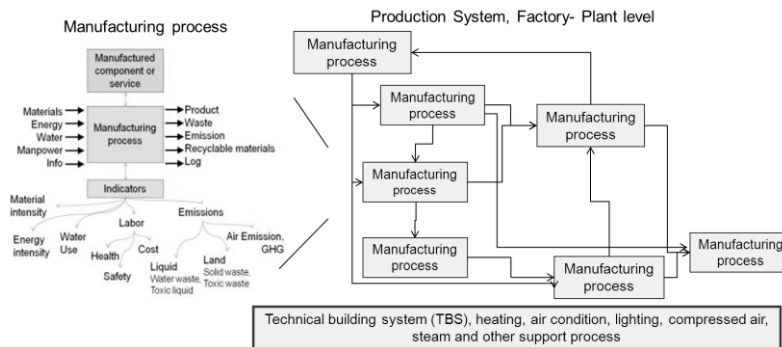 Manufacturing process
Manufactured
component or
service
Materials
Energy
Water
Manpower
Info
Manufacturing
process
Product
Waste
Emission
Recyclable materials
Log
Indicators
Material
intensity
Energy
intensity
Water
Use
Labor
Health
Safety
Cost
Emissions
Liquid
Water waste,
Toxic liquid
Land
Solid waste,
Toxic waste
Air Emission,
GHG
Production System, Factory- Plant level
Manufacturing
process
Manufacturing
process
Manufacturing
process
Manufacturing
process
Manufacturing
process
Manufacturing
process
Manufacturing
process
Technical building system (TBS), heating, air condition, lighting, compressed air,
steam and other support process